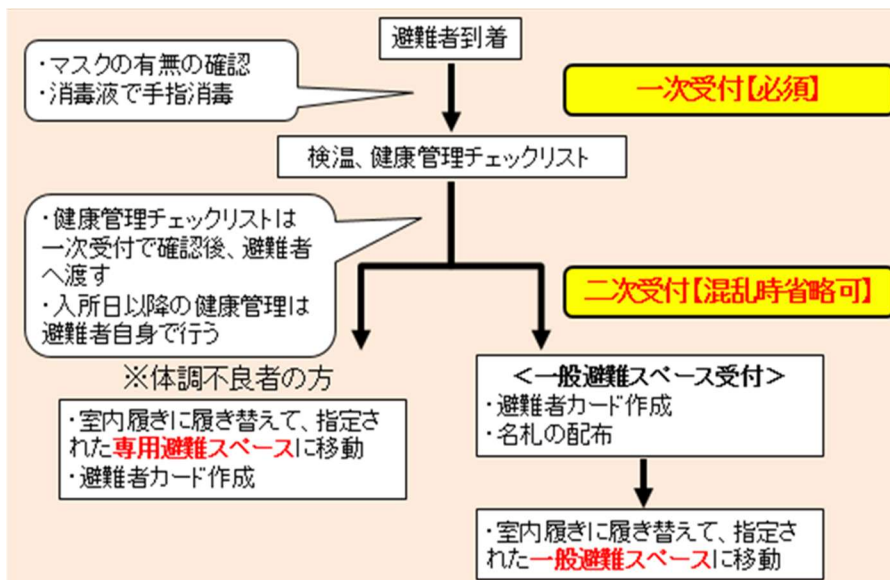 避難者到着
・マスクの有無の確認
・消毒液で手指消毒
一次受付【必須】
検温、健康管理チェックリスト
・健康管理チェックリストは
一次受付で確認後、避難者
へ渡す
・入所日以降の健康管理は
避難者自身で行う
二次受付【混乱時省略可】
※体調不良者の方
・室内履きに履き替えて、指定さ
れた専用避難スペースに移動
・避難者カード作成
＜一般避難スペース受付＞
・避難者カード作成
・名札の配布
・室内履きに履き替えて、指定さ
れた一般避難スペースに移動